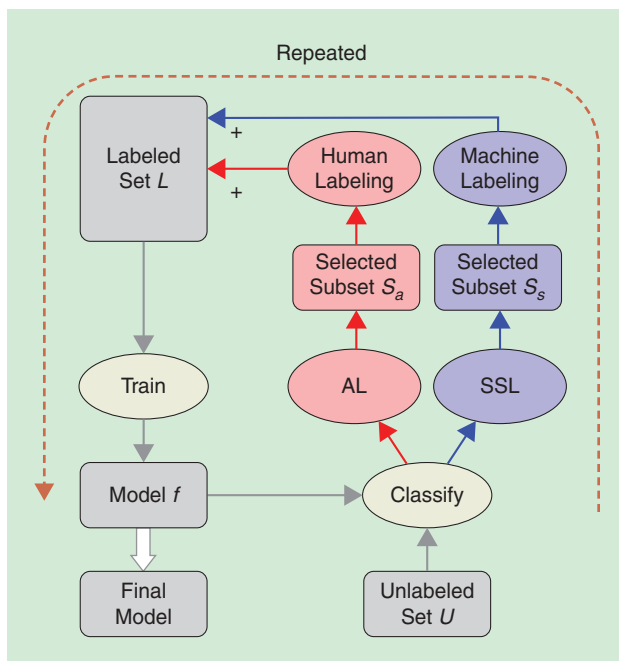 Repeated
Labeled
Set L
+
+
Human
Labeling
Machine
Labeling
Selected
Subset Sa
Selected
Subset Ss
Train
AL
SSL
Model f
Classify
Final
Model
Unlabeled
Set U